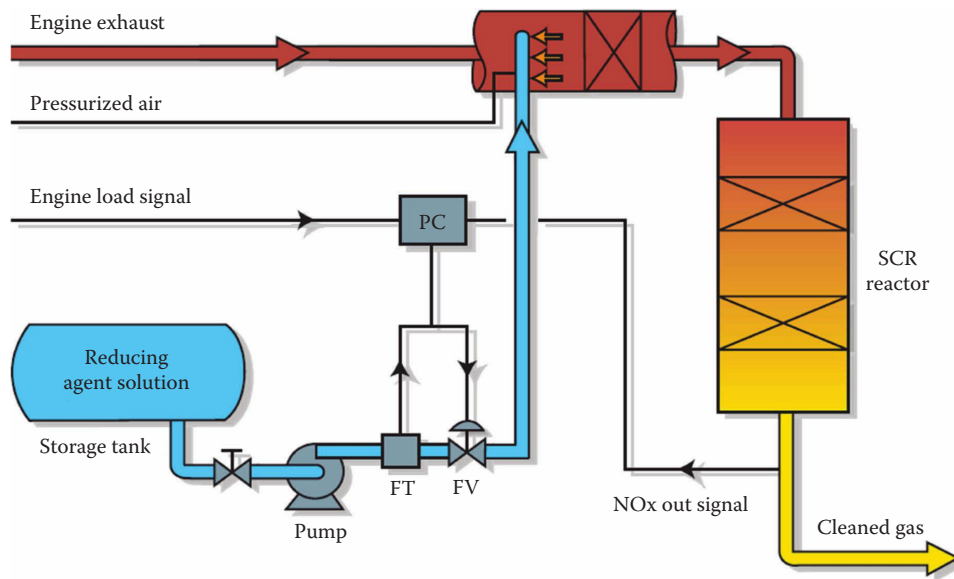 Engine exhaust
Pressurized air
Engine load signal
PC
SCR
reactor
Reducing
agent solution
Storage tank
FT
FV
Pump
NOx out signal
Cleaned gas